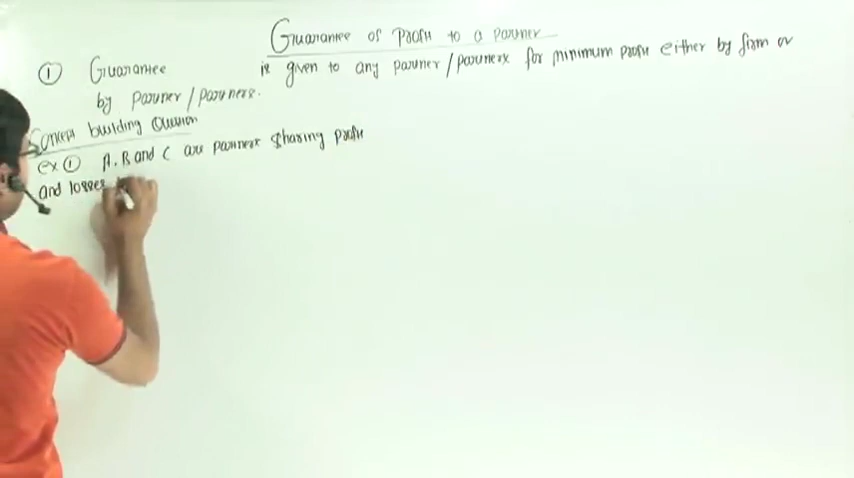 Guarantee of Profit to a Partner
① Guarantee is given to any partner/partners for minimum profit either by firm or
by partner/partners.
Concept building Question
ex ① A, B and C are partners sharing profit
and losses